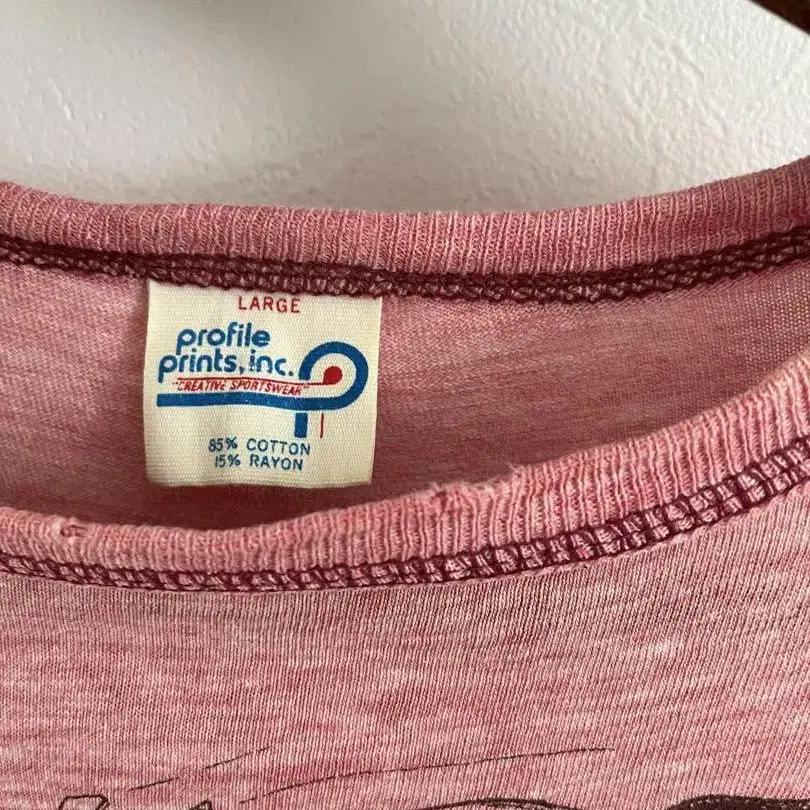 LARGE
profile
prints, inc.
"CREATIVE SPORTSWEAR"
85% COTTON
15% RAYON